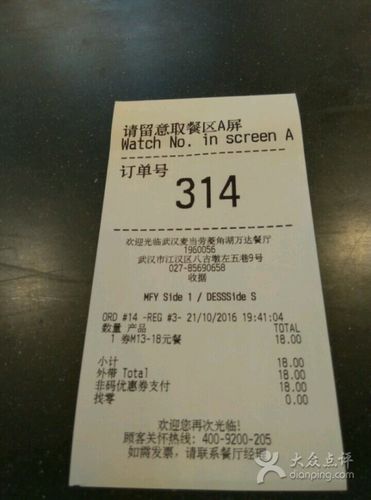 请留意取餐区A屏
Watch No. in screen A
订单号
314
欢迎光临武汉麦当劳菱角湖万达餐厅
1960056
武汉市江汉区八古墩左五巷9号
027-85690658
收据
MFY Side 1 / DESSSide S
ORD #14 -REG #3- 21/10/2016 19:41:04
数量 产品 TOTAL
1 券M13-18元餐 18.00
小计 18.00
外带 Total 18.00
非码优惠券支付 18.00
找零 0.00
欢迎您再次光临!
顾客关怀热线: 400-9200-205
如需发票, 请联系餐厅经理
大众点评
dianping.com